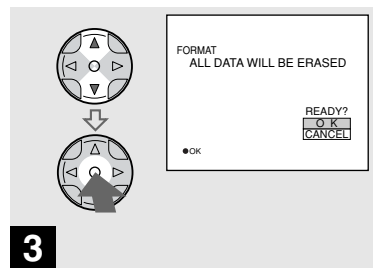 FORMAT
ALL DATA WILL BE ERASED
READY?
O K
CANCEL
●OK
3